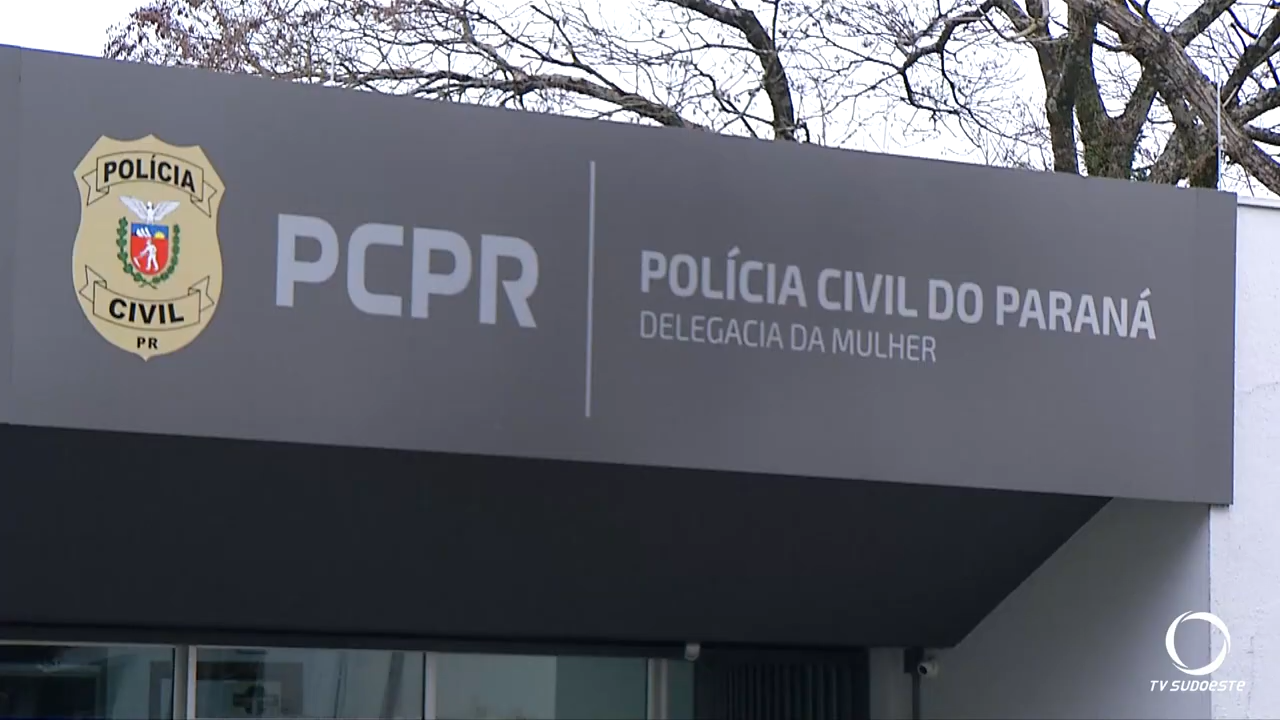 POLÍCIA
CIVIL
PR
PCPR
POLÍCIA CIVIL DO PARANÁ
DELEGACIA DA MULHER
TV SUDOESTE